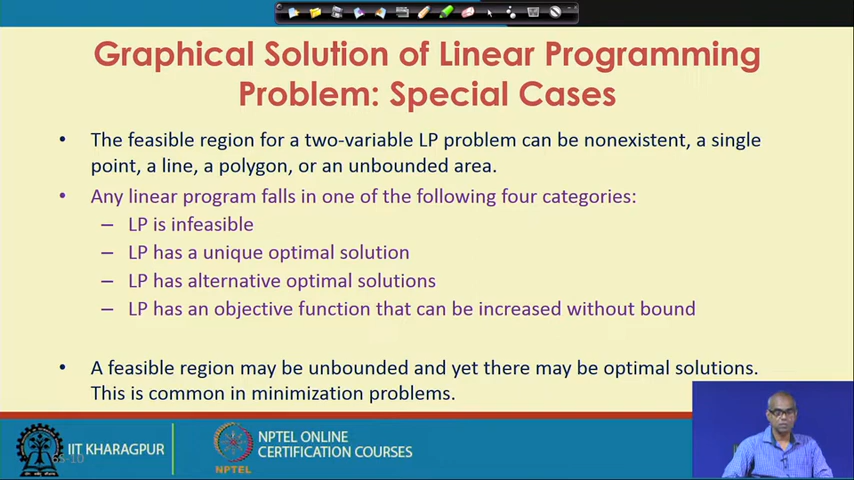 Graphical Solution of Linear Programming
Problem: Special Cases
• The feasible region for a two-variable LP problem can be nonexistent, a single
point, a line, a polygon, or an unbounded area.
• Any linear program falls in one of the following four categories:
– LP is infeasible
– LP has a unique optimal solution
– LP has alternative optimal solutions
– LP has an objective function that can be increased without bound
• A feasible region may be unbounded and yet there may be optimal solutions.
This is common in minimization problems.
IIT KHARAGPUR
NPTEL
NPTEL ONLINE
CERTIFICATION COURSES